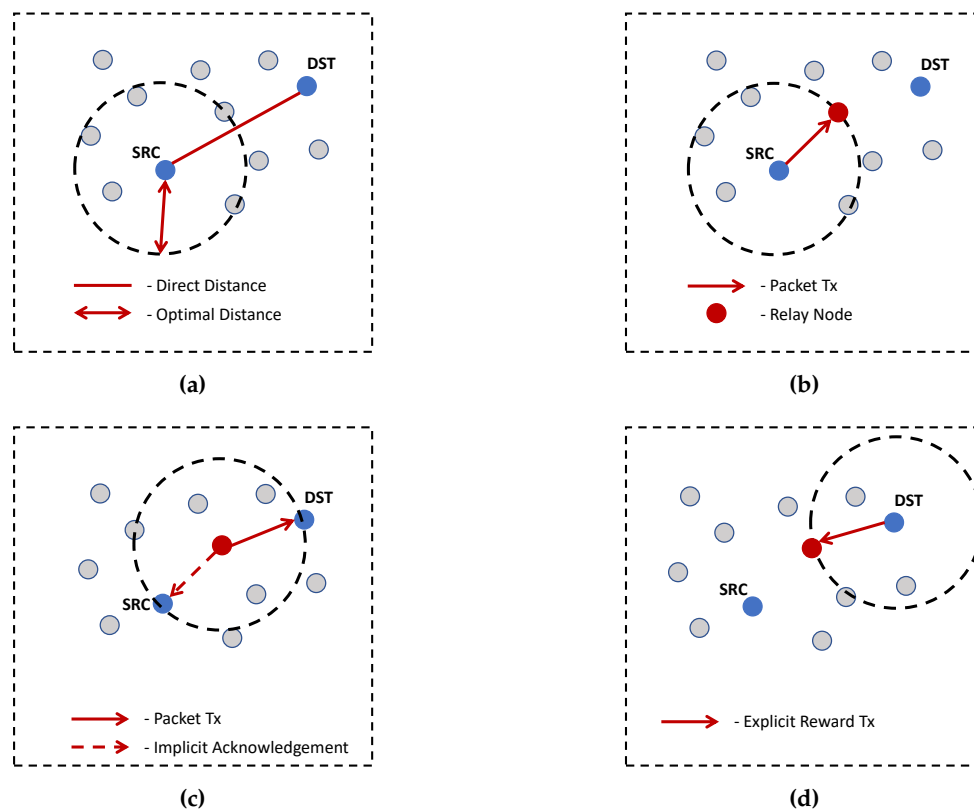 DST
SRC
- Direct Distance
- Optimal Distance
(a)
DST
SRC
- Packet Tx
- Relay Node
(b)
DST
SRC
- Packet Tx
- Implicit Acknowledgement
(c)
DST
SRC
- Explicit Reward Tx
(d)